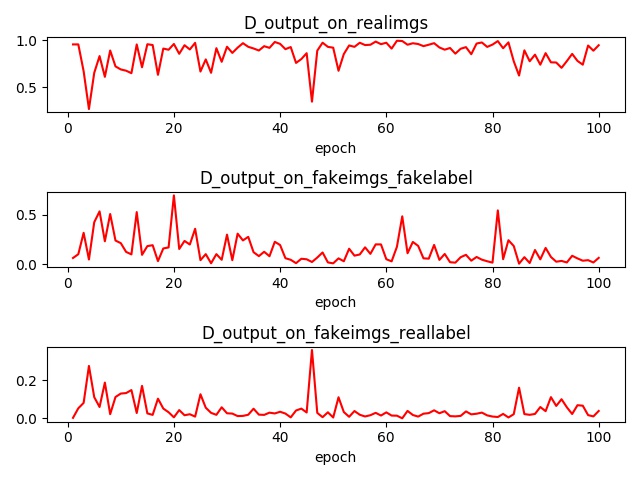 D_output_on_realimgs
1.0
0.5
0 20 40 60 80 100
epoch
D_output_on_fakeimgs_fakelabel
0.5
0.0
0 20 40 60 80 100
epoch
D_output_on_fakeimgs_reallabel
0.2
0.0
0 20 40 60 80 100
epoch